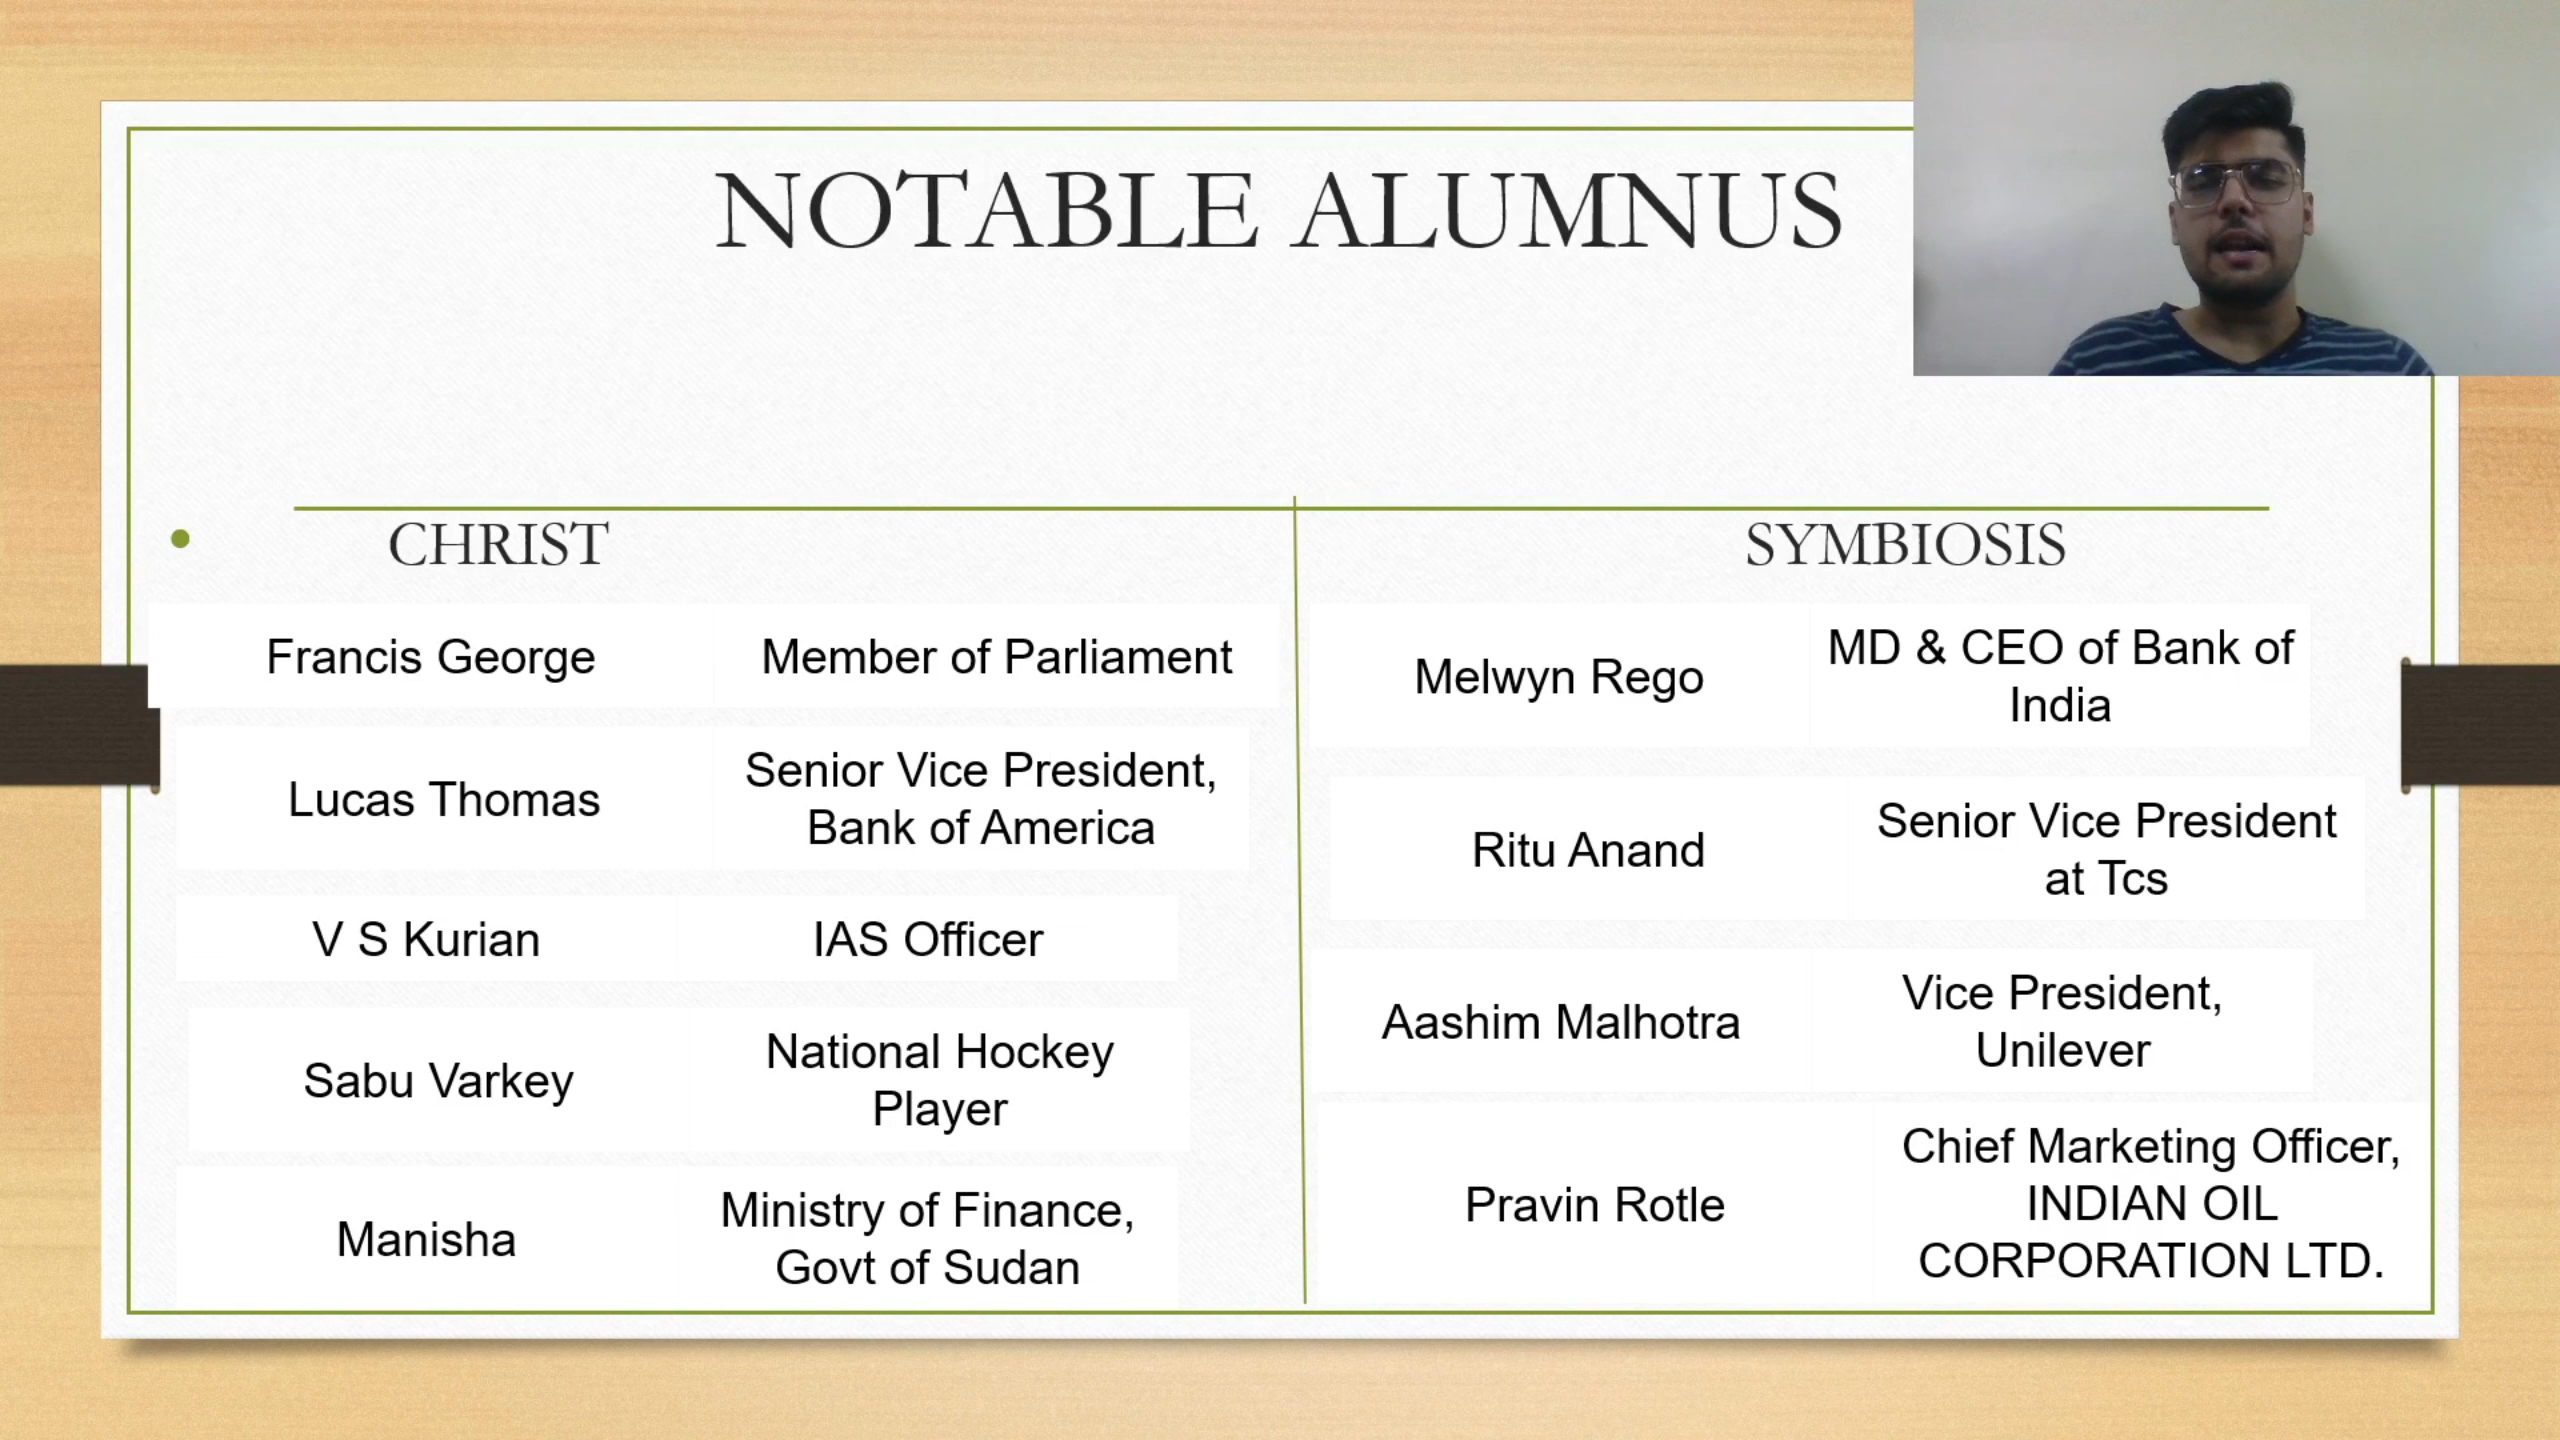 NOTABLE ALUMNUS
CHRIST
Francis George
Member of Parliament
Lucas Thomas
Senior Vice President,
Bank of America
V S Kurian
IAS Officer
Sabu Varkey
National Hockey
Player
Manisha
Ministry of Finance,
Govt of Sudan
SYMBIOSIS
Melwyn Rego
MD & CEO of Bank of
India
Ritu Anand
Senior Vice President
at Tcs
Aashim Malhotra
Vice President,
Unilever
Pravin Rotle
Chief Marketing Officer,
INDIAN OIL
CORPORATION LTD.